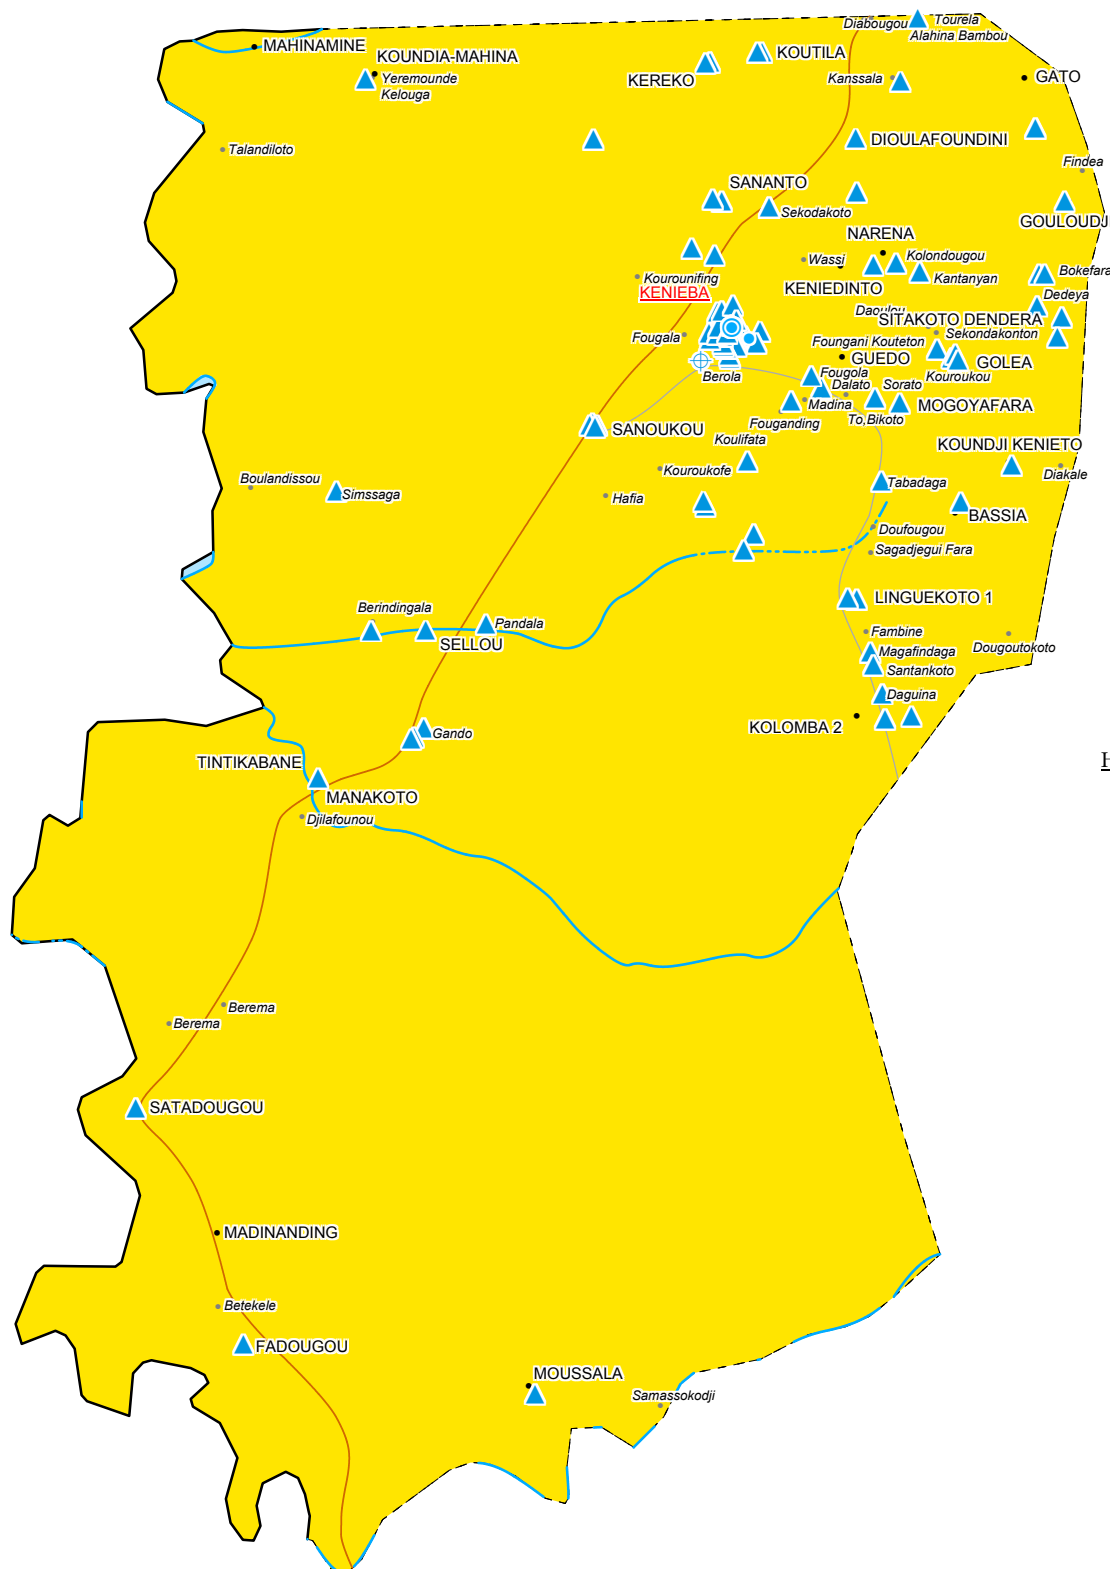 Diabougou
Tourela
Alahina Bambou
MAHINAMINE
KOUNDIA-MAHINA
KOUTILA
KEREKO
Yeremounde
Kelouga
Kanssala
GATO
Talandiloto
DIOULAFOUNDINI
Findea
SANANTO
Sekodakoto
GOULOUDJI
NARENA
Wassi
Kolondougou
Kourounifing
KENIEDINTO
Kantanyan
Bokefara
KENIEBA
Dedeya
Daoulou
SITAKOTO DENDERA
Fougala
Sekondakonton
Foungani Kouteton
GUEDO
GOLEA
Berola
Fougola
Kouroukou
Dalato
Sorato
Madina
MOGOYAFARA
Fouganding
To,Bikoto
SANOUKOU
Koulifata
KOUNDJI KENIETO
Kouroukofe
Diakale
Boulandissou
Simssaga
Hafia
Tabadaga
BASSIA
Doufougou
Sagadjegui Fara
LINGUEKOTO 1
Berindingala
Pandala
Fambine
SELLOU
Dougoutokoto
Magafindaga
Santankoto
Daguina
KOLOMBA 2
Gando
TINTIKABANE
H
MANAKOTO
Djilafounou
Berema
Berema
SATADOUGOU
MADINANDING
Betekele
FADOUGOU
MOUSSALA
Samassokodji